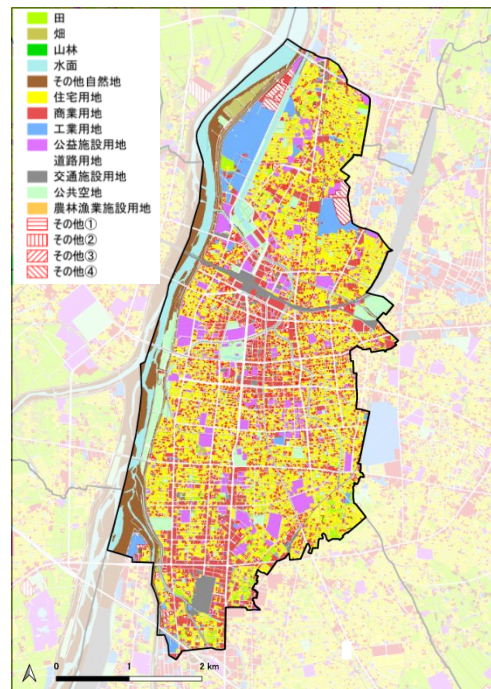 田
畑
山林
水面
その他自然地
住宅用地
商業用地
工業用地
公益施設用地
道路用地
交通施設用地
公共空地
農林漁業施設用地
その他①
その他②
その他③
その他④
0 1 2 km